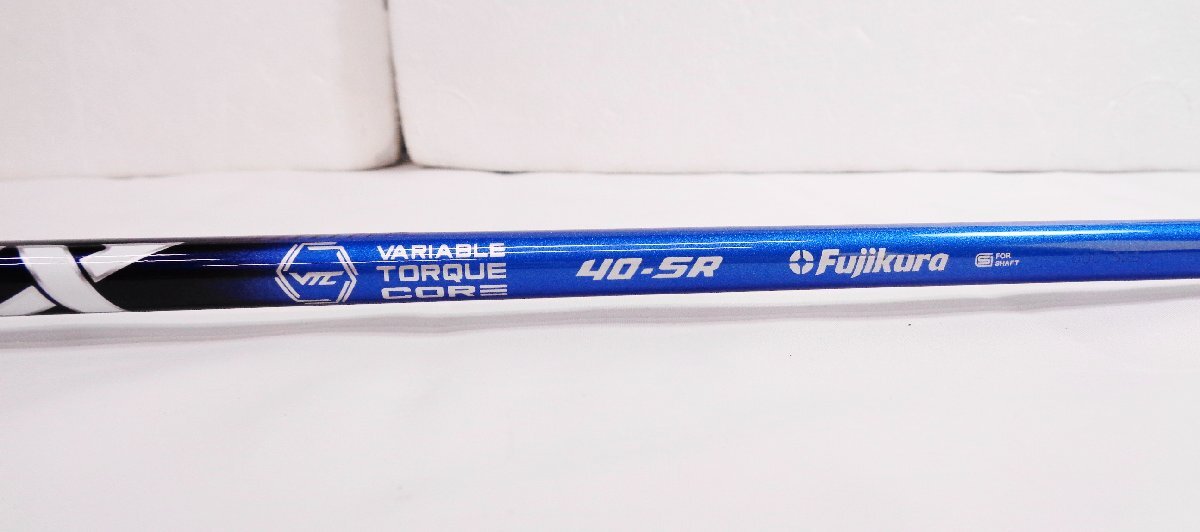 VTC
VARIABLE
TORQUE
CORE
40-SR
Fujikura
FOR
SHAFT